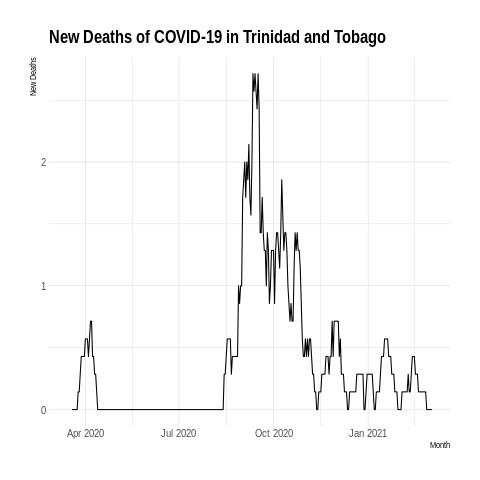 New Deaths of COVID-19 in Trinidad and Tobago
New Deaths
2
1
0
Apr 2020 Jul 2020 Oct 2020 Jan 2021
Month